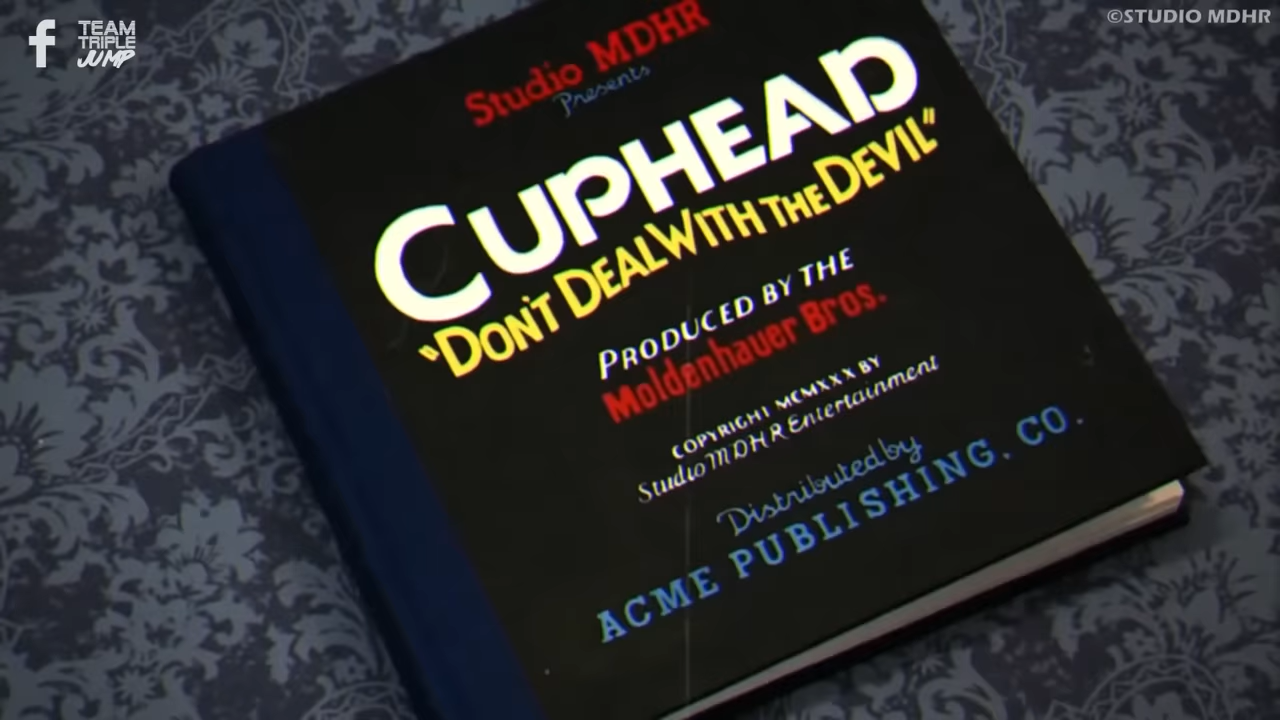 TEAM
TRIPLE
JUMP
©STUDIO MDHR
Studio MDHR
Presents
CUPHEAD
"DON'T DEAL WITH THE DEVIL"
PRODUCED BY THE
Moldenhauer Bros.
COPYRIGHT MCMXXX BY
Studio MDHR Entertainment
Distributed by
ACME PUBLISHING. CO.